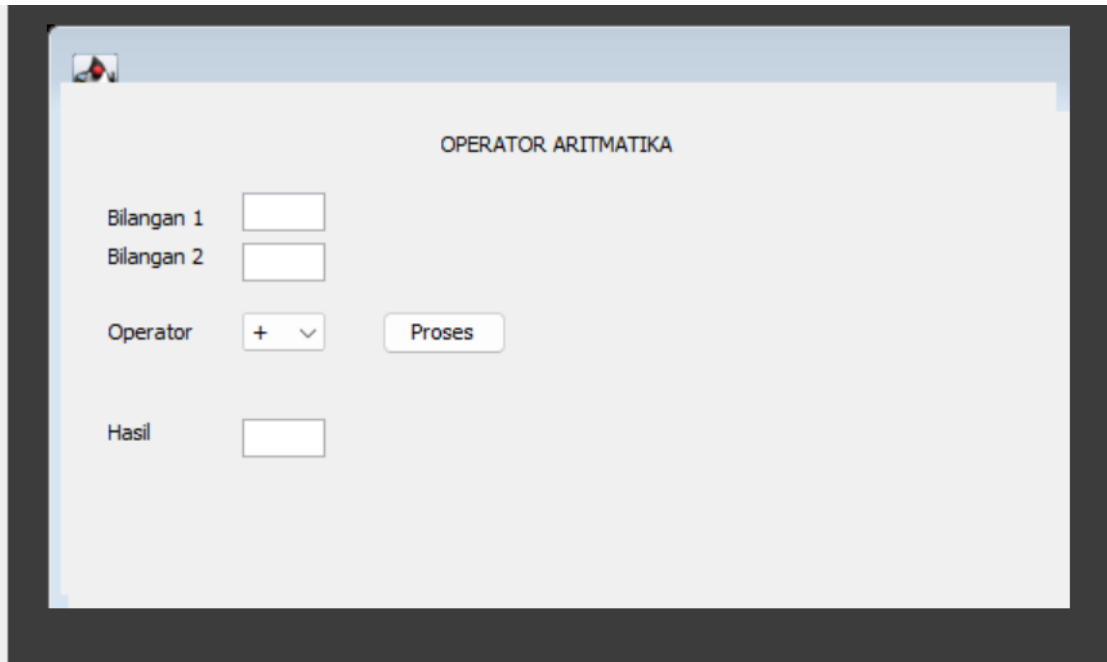 OPERATOR ARITMATIKA
Bilangan 1
Bilangan 2
Operator + Proses
Hasil